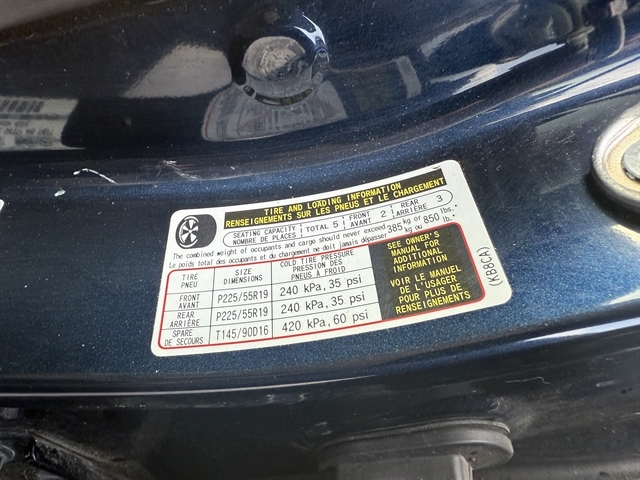 TIRE AND LOADING INFORMATION
RENSEIGNEMENTS SUR LES PNEUS ET LE CHARGEMENT
SEATING CAPACITY TOTAL 5 FRONT 2 REAR 3
NOMBRE DE PLACES AVANT ARRIÈRE
The combined weight of occupants and cargo should never exceed 385 kg or 850 lbs.
Le poids total des occupants et du chargement ne doit jamais dépasser kg ou lb.
TIRE SIZE COLD TIRE PRESSURE
PNEU DIMENSIONS PRESSION DES PNEUS À FROID
FRONT P225/55R19 240 kPa, 35 psi
AVANT
REAR P225/55R19 240 kPa, 35 psi
ARRIÈRE
SPARE T145/90D16 420 kPa, 60 psi
DE SECOURS
SEE OWNER'S
MANUAL FOR
ADDITIONAL
INFORMATION
VOIR LE MANUEL
DE L'USAGER
POUR PLUS DE
RENSEIGNEMENTS
(KB8CA)